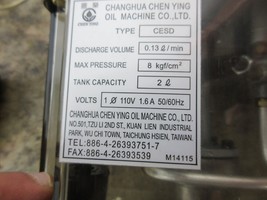 CHANGHUA CHEN YING
OIL MACHINE CO.,LTD.
CHEN YING
TYPE CESD
DISCHARGE VOLUME 0.13 ℓ/min
MAX PRESSURE 8 kgf/cm²
TANK CAPACITY 2 ℓ
VOLTS 1 Ø 110V 1.6A 50/60Hz
CHANGHUA CHEN YING OIL MACHINE CO.,LTD.
NO.501,TZU LI 2ND ST., KUAN LIEN INDUSTRIAL
PARK, WU CHI TOWN, TAICHUNG HSIEN, TAIWAN.
TEL:886-4-26393751-7
FAX:886-4-26393539 M14115